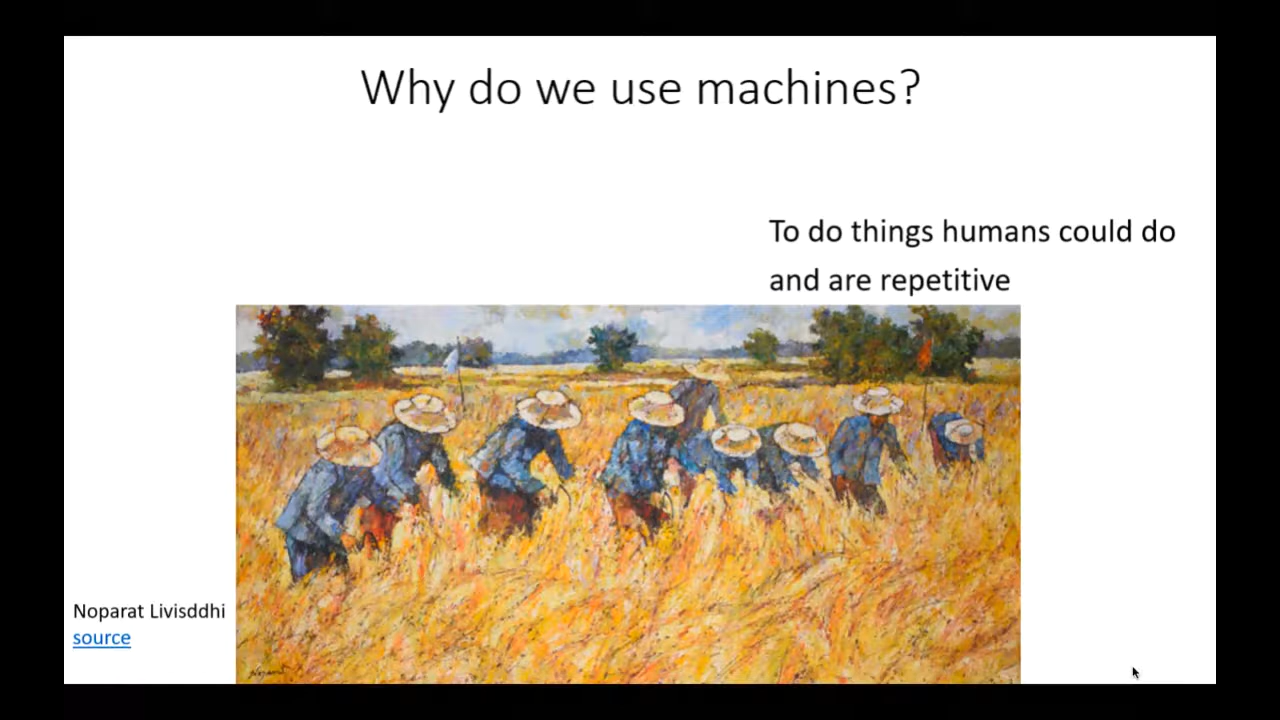 Why do we use machines?
To do things humans could do
and are repetitive
Noparat Livisddhi
source